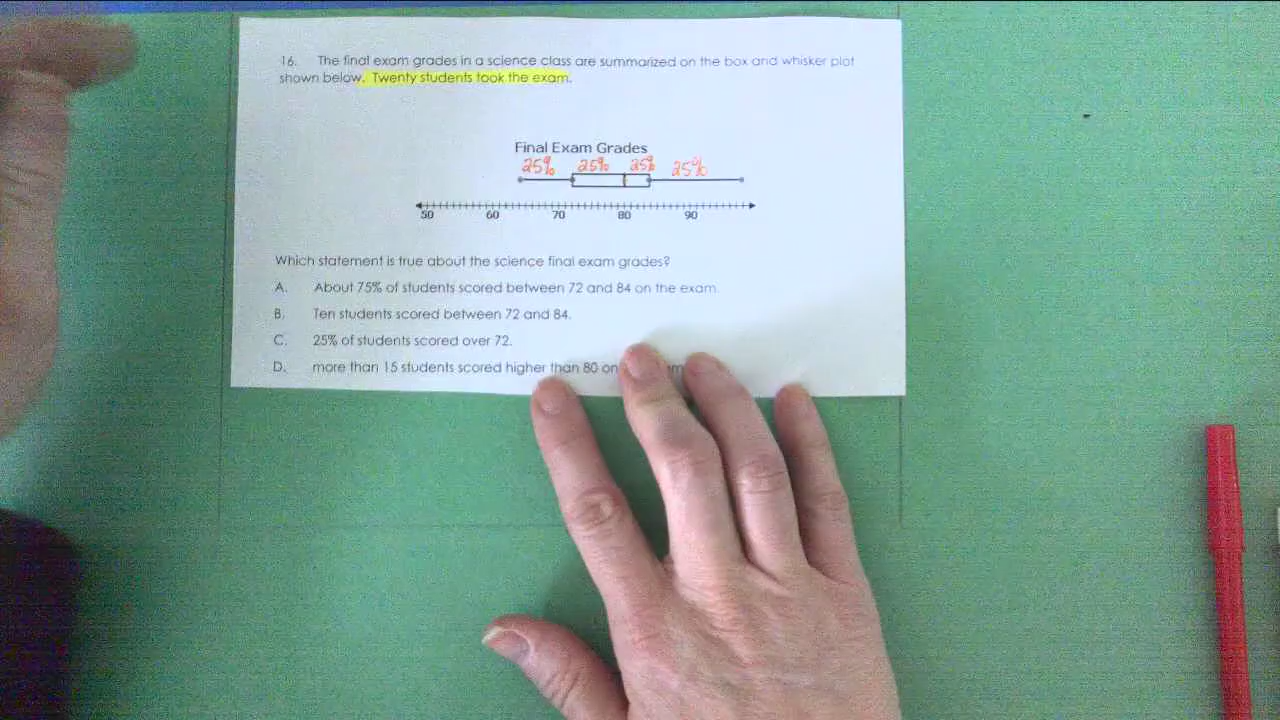 16. The final exam grades in a science class are summarized on the box and whisker plot
shown below. Twenty students took the exam.
Final Exam Grades
25% 25% 25% 25%
50 60 70 80 90
Which statement is true about the science final exam grades?
A. About 75% of students scored between 72 and 84 on the exam.
B. Ten students scored between 72 and 84.
C. 25% of students scored over 72.
D. more than 15 students scored higher than 80 on